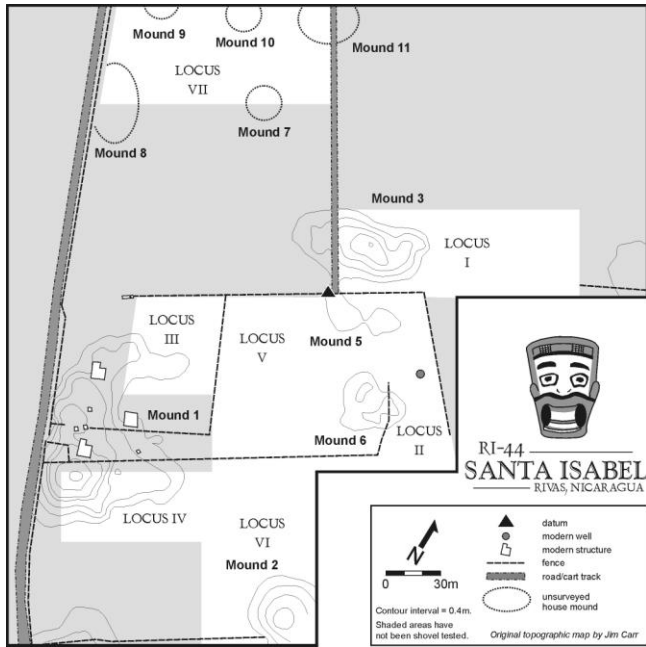 Mound 9
Mound 10
Mound 11
LOCUS
VII
Mound 7
Mound 8
Mound 3
LOCUS
I
LOCUS
III
LOCUS
V
Mound 5
Mound 1
Mound 6
LOCUS
II
LOCUS IV
LOCUS
VI
Mound 2
RI-44
SANTA ISABEL
RIVAS, NICARAGUA
N
0 30m
Contour interval = 0.4m.
Shaded areas have
not been shovel tested.
datum
modern well
modern structure
fence
road/cart track
unsurveyed
house mound
Original topographic map by Jim Carr